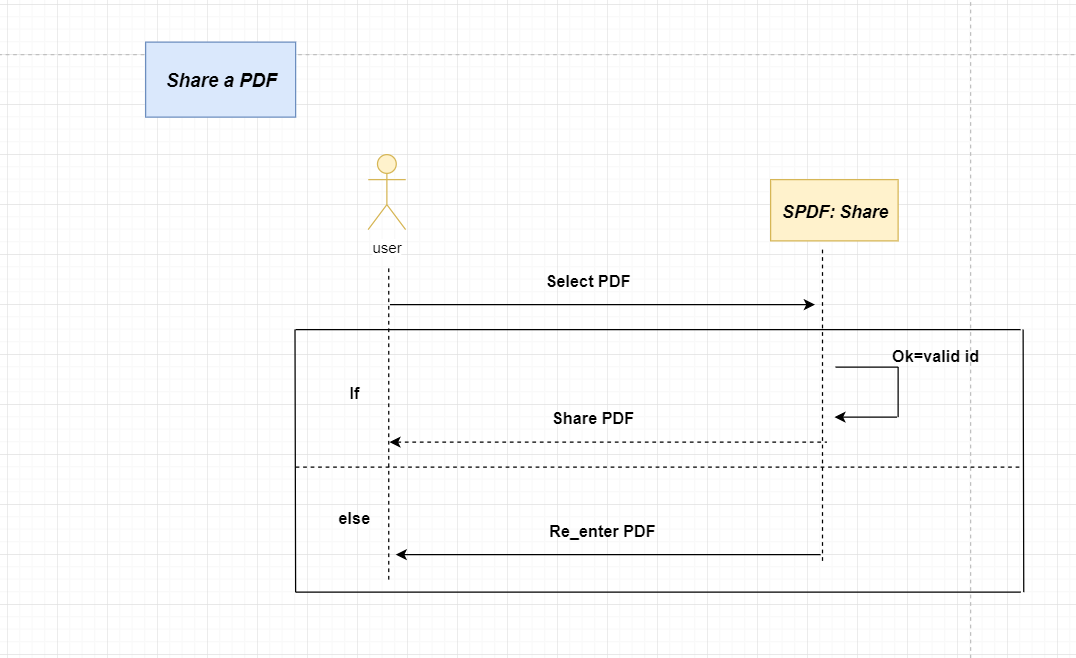 Share a PDF
user
SPDF: Share
Select PDF
Ok=valid id
If
Share PDF
else
Re_enter PDF